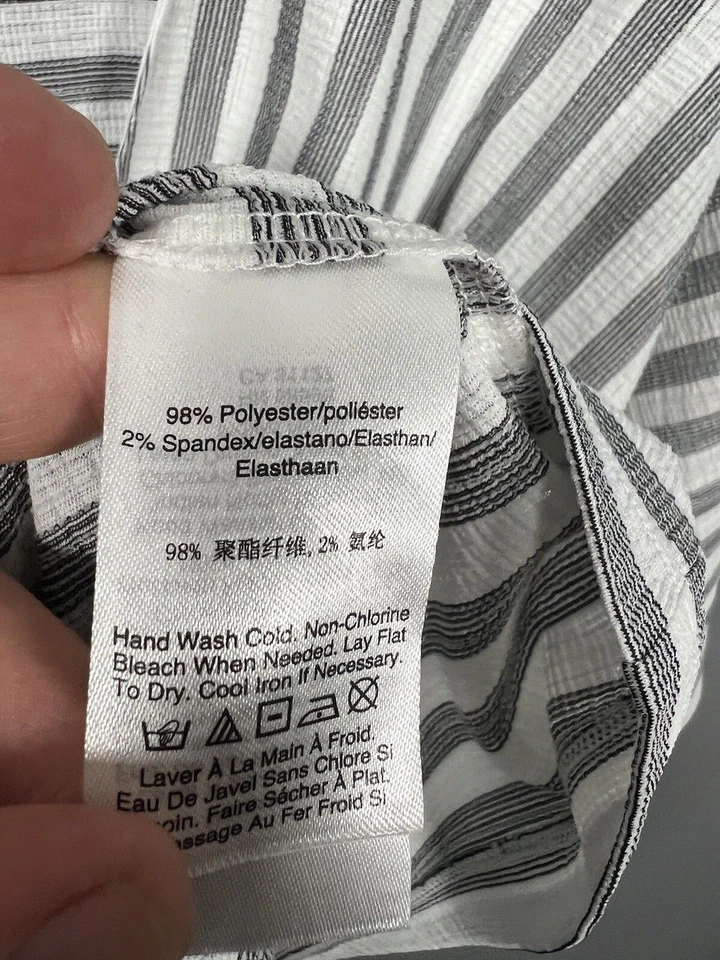 98% Polyester/poliéster
2% Spandex/elastano/Elasthan/
Elasthaan
98% 聚酯纤维, 2% 氨纶
Hand Wash Cold. Non-Chlorine
Bleach When Needed. Lay Flat
To Dry. Cool Iron If Necessary.
Laver À La Main À Froid.
Eau De Javel Sans Chlore Si
Faire Sécher À Plat.
Au Fer Froid Si